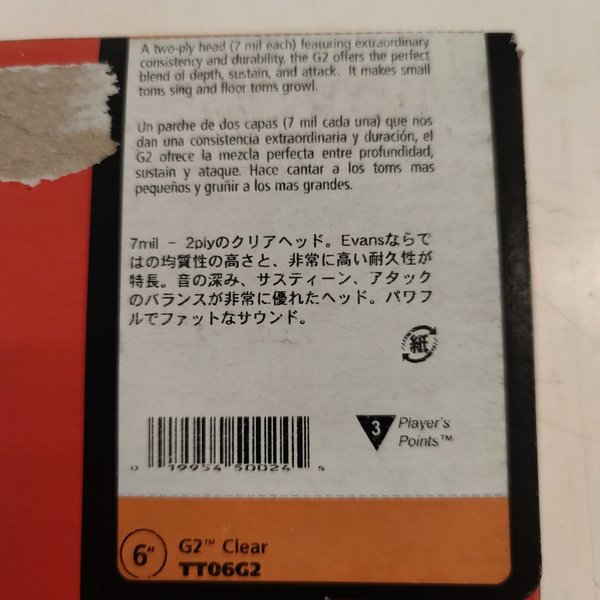 A two-ply head (7 mil each) featuring extraordinary
consistency and durability, the G2 offers the perfect
blend of depth, sustain, and attack. It makes small
toms sing and floor toms growl.
Un parche de dos capas (7 mil cada una) que nos
dan una consistencia extraordinaria y duración, el
G2 ofrece la mezcla perfecta entre profundidad,
sustain y ataque. Hace cantar a los toms mas
pequeños y gruñir a los mas grandes.
7mil - 2plyのクリアヘッド。Evansならで
はの均質性の高さと、非常に高い耐久性が
特長。音の深み、サスティーン、アタック
のバランスが非常に優れたヘッド。パワフ
ルでファットなサウンド。
紙
3 Player's
Points™
0 19954 50024 5
6" G2™ Clear
TT06G2